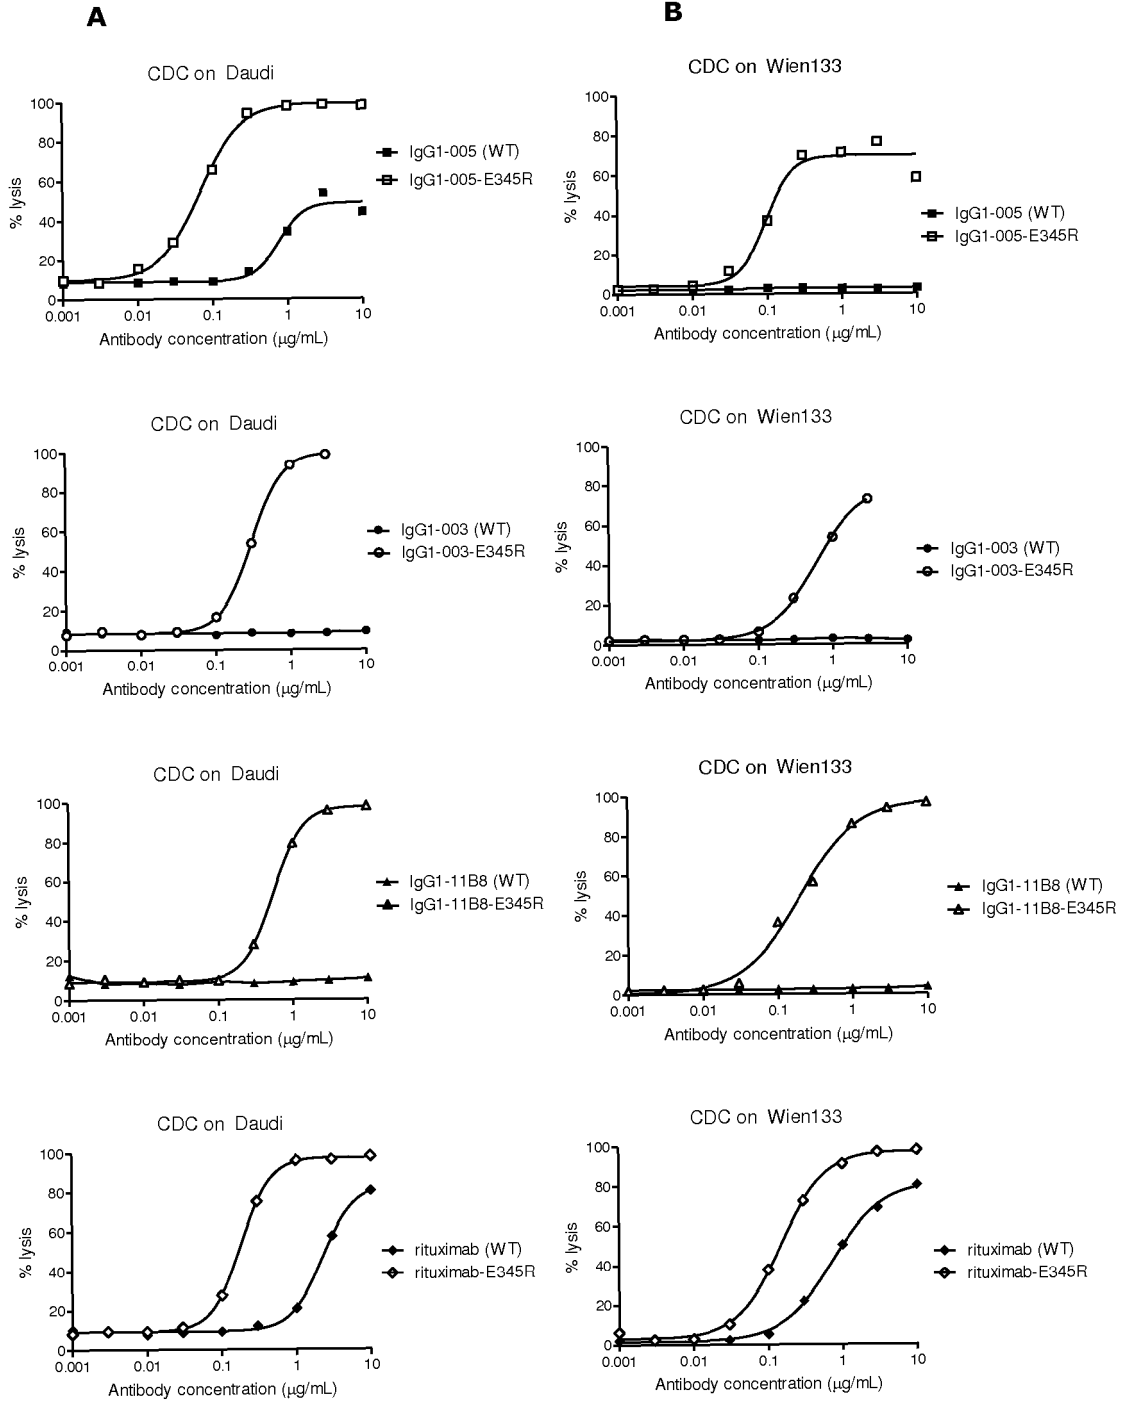 A
B
CDC on Daudi
100
80
60
40
20
0
% lysis
0.001
0.01
0.1
1
10
Antibody concentration (μg/mL)
IgG1-005 (WT)
IgG1-005-E345R
CDC on Wien133
100
80
60
40
20
0
% lysis
0.001
0.01
0.1
1
10
Antibody concentration (μg/mL)
IgG1-005 (WT)
IgG1-005-E345R
CDC on Daudi
100
80
60
40
20
0
% lysis
0.001
0.01
0.1
1
10
Antibody concentration (μg/mL)
IgG1-003 (WT)
IgG1-003-E345R
CDC on Wien133
100
80
60
40
20
0
% lysis
0.001
0.01
0.1
1
10
Antibody concentration (μg/mL)
IgG1-003 (WT)
IgG1-003-E345R
CDC on Daudi
100
80
60
40
20
0
% lysis
0.001
0.01
0.1
1
10
Antibody concentration (μg/mL)
IgG1-11B8 (WT)
IgG1-11B8-E345R
CDC on Wien133
100
80
60
40
20
0
% lysis
0.001
0.01
0.1
1
10
Antibody concentration (μg/mL)
IgG1-11B8 (WT)
IgG1-11B8-E345R
CDC on Daudi
100
80
60
40
20
0
% lysis
0.001
0.01
0.1
1
10
Antibody concentration (μg/mL)
rituximab (WT)
rituximab-E345R
CDC on Wien133
100
80
60
40
20
0
% lysis
0.001
0.01
0.1
1
10
Antibody concentration (μg/mL)
rituximab (WT)
rituximab-E345R